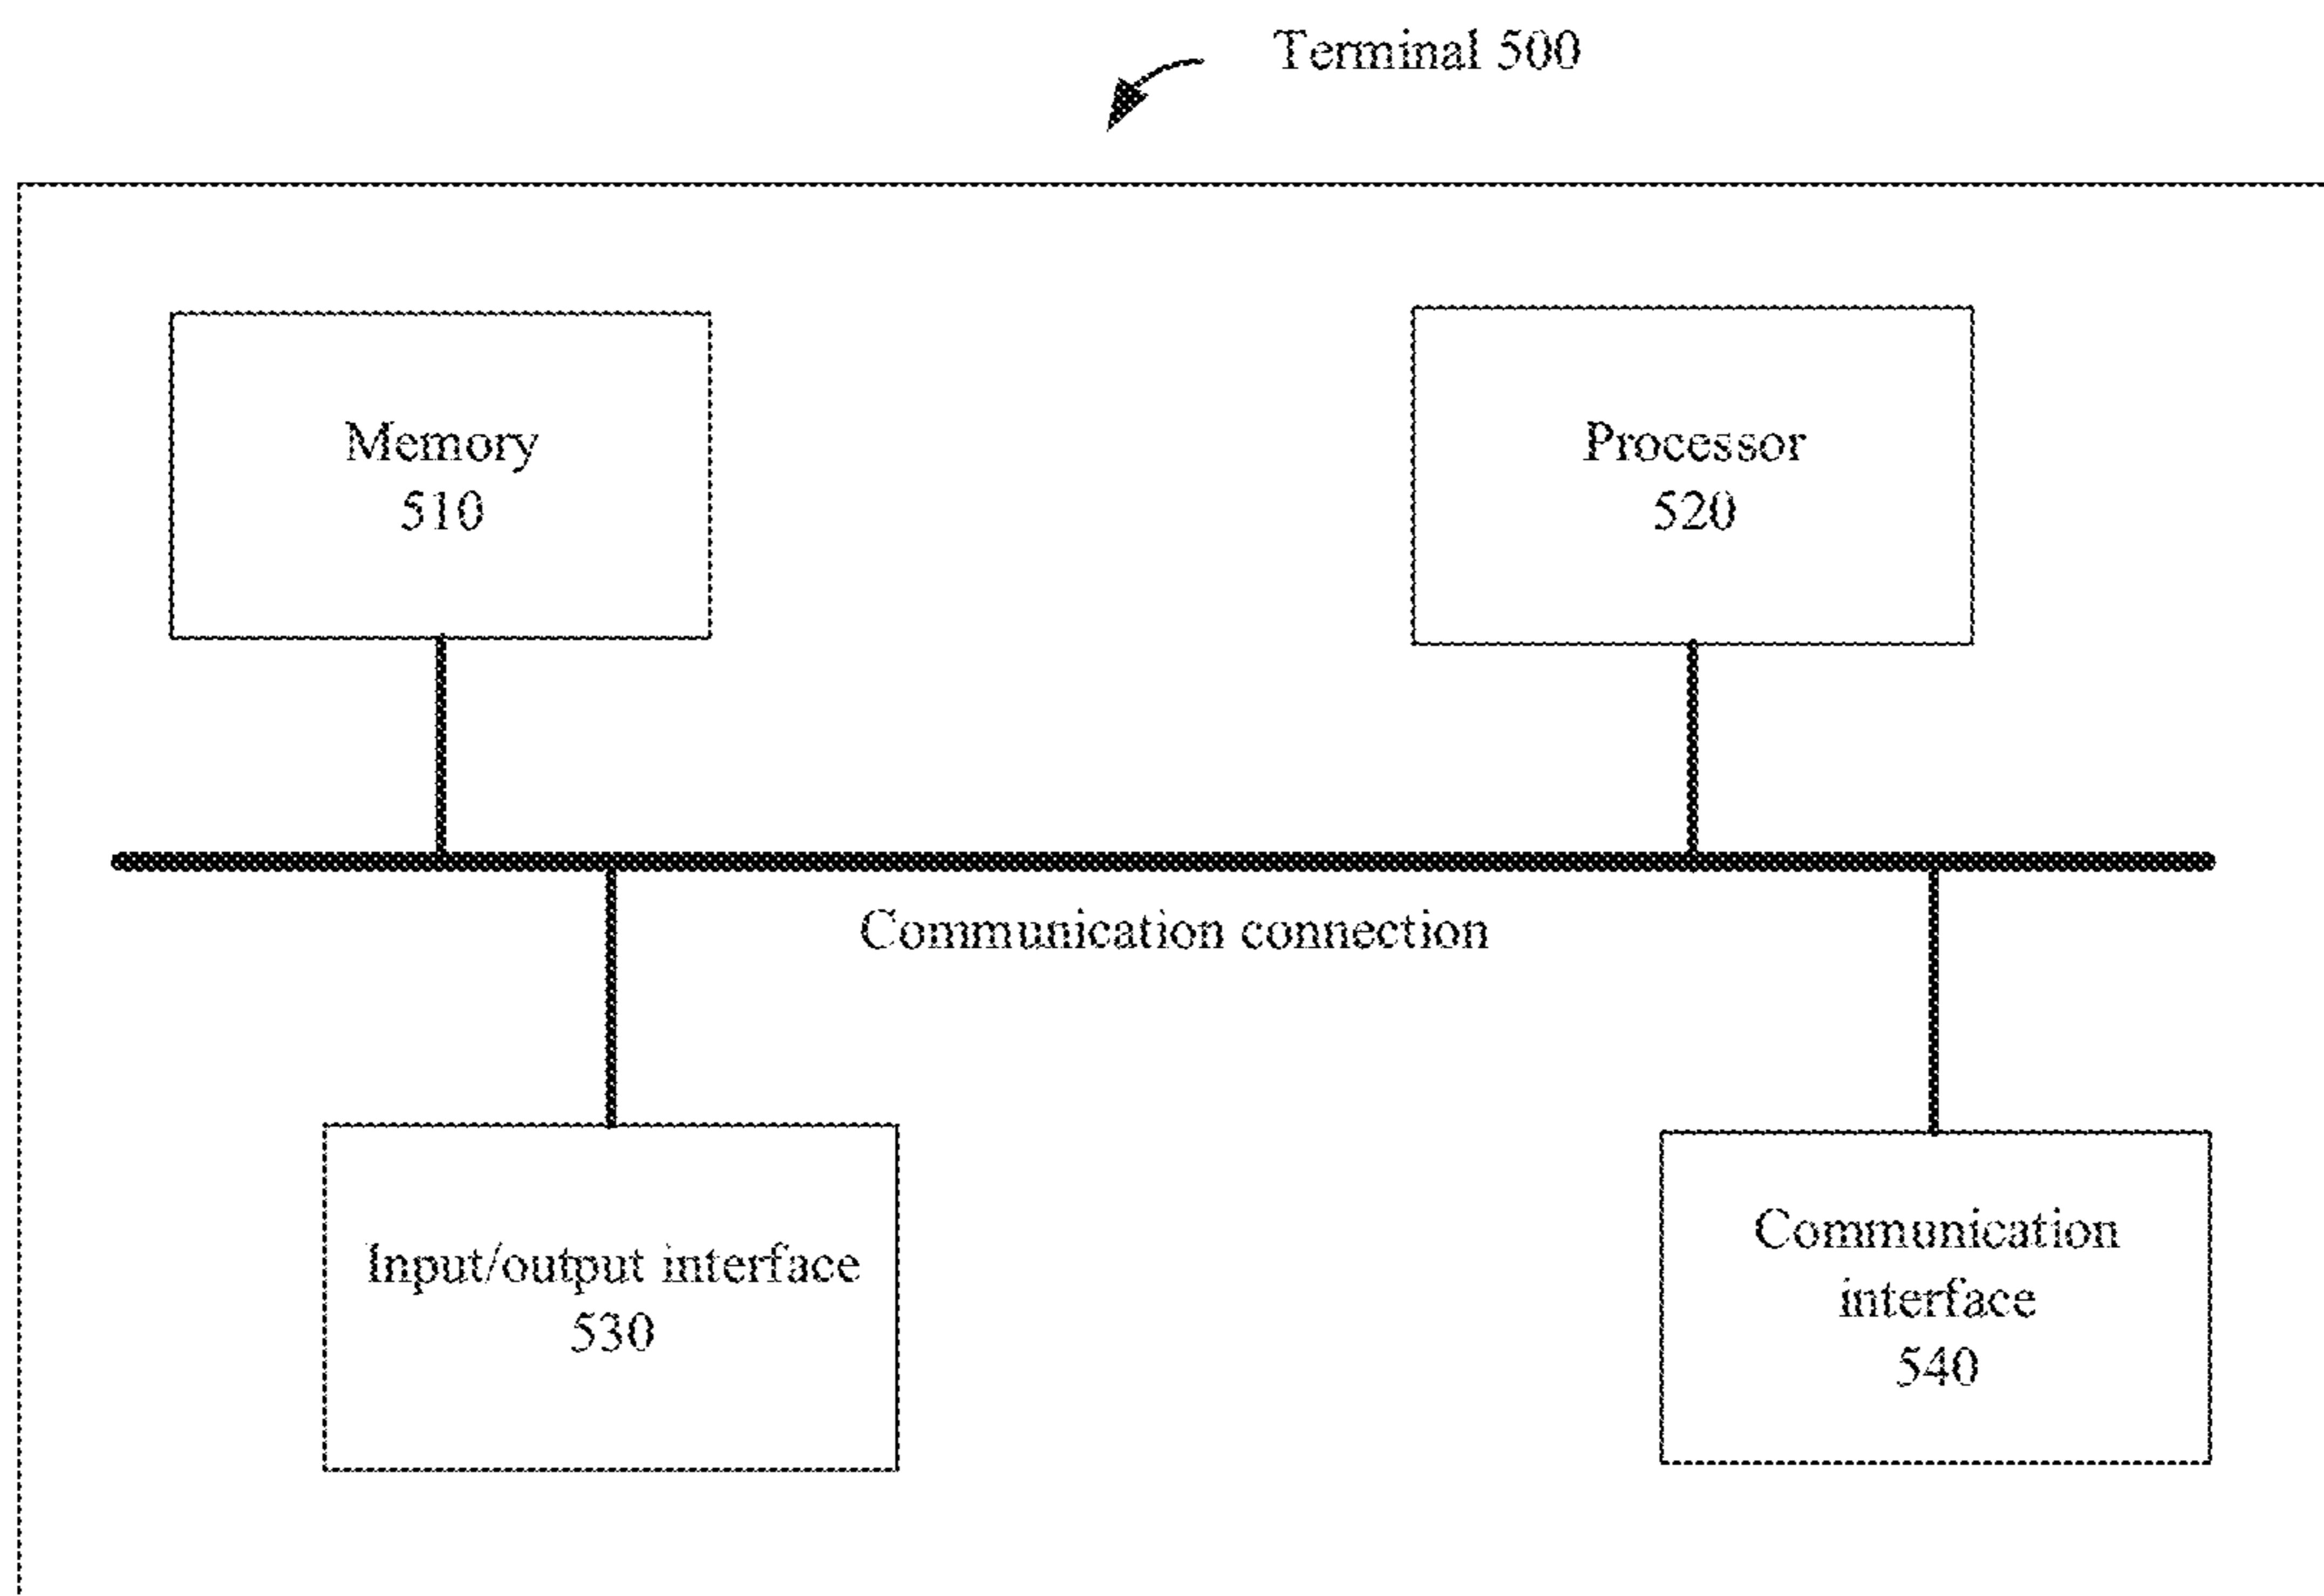 Terminal 500
Memory
510
Processor
520
Communication connection
Input/output interface
530
Communication
interface
540